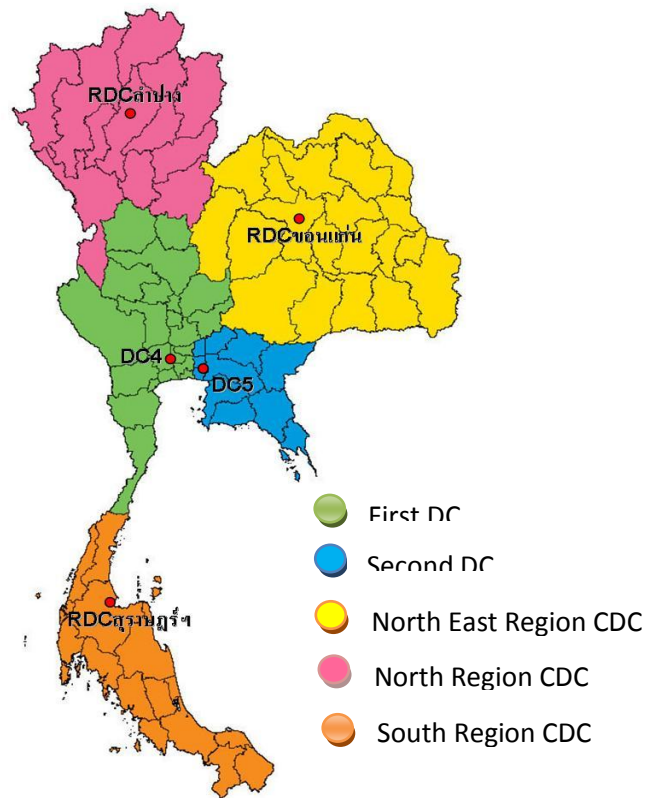 RDCลำปาง
RDCขอนแก่น
DC4
DC5
First DC
Second DC
North East Region CDC
RDCสุราษฎร์ฯ
North Region CDC
South Region CDC